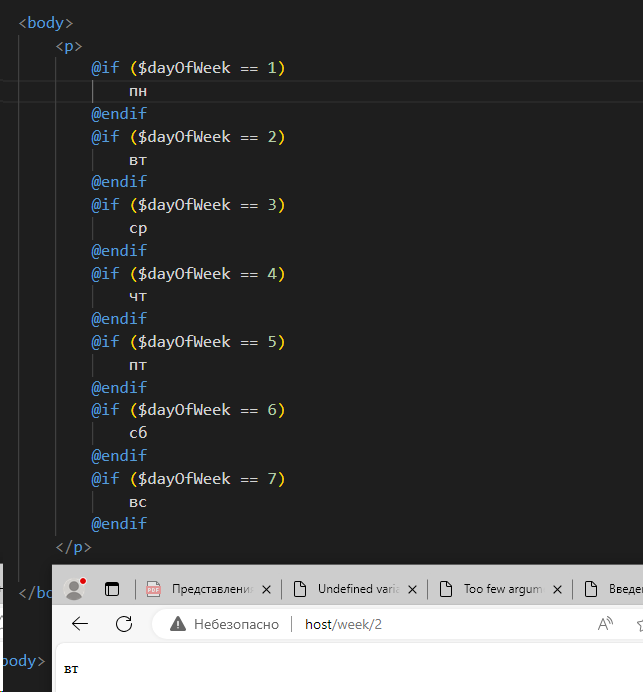 <body>
<p>
@if ($dayOfWeek == 1)
пн
@endif
@if ($dayOfWeek == 2)
вт
@endif
@if ($dayOfWeek == 3)
ср
@endif
@if ($dayOfWeek == 4)
чт
@endif
@if ($dayOfWeek == 5)
пт
@endif
@if ($dayOfWeek == 6)
сб
@endif
@if ($dayOfWeek == 7)
вс
@endif
</p>
</bo
PDF Представлени Undefined varia Too few argum Введе
Небезопасно host/week/2
body>
вт